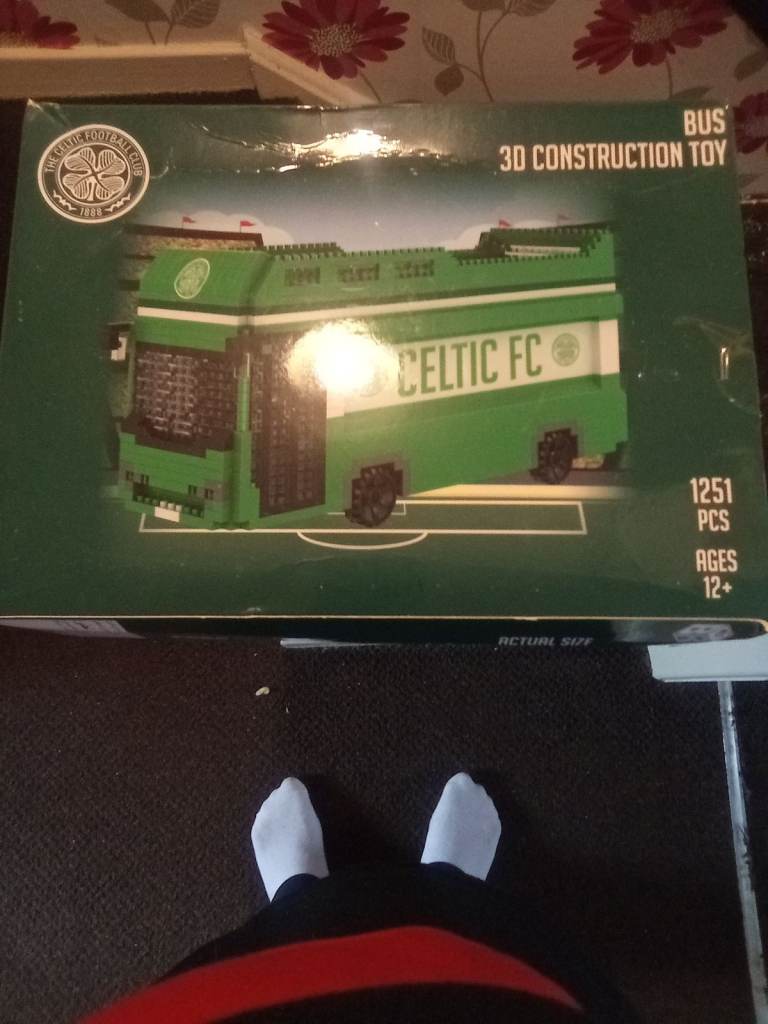 THE CELTIC FOOTBALL CLUB
1888
BUS
3D CONSTRUCTION TOY
CELTIC FC
1251
PCS
AGES
12+
ACTUAL SIZE